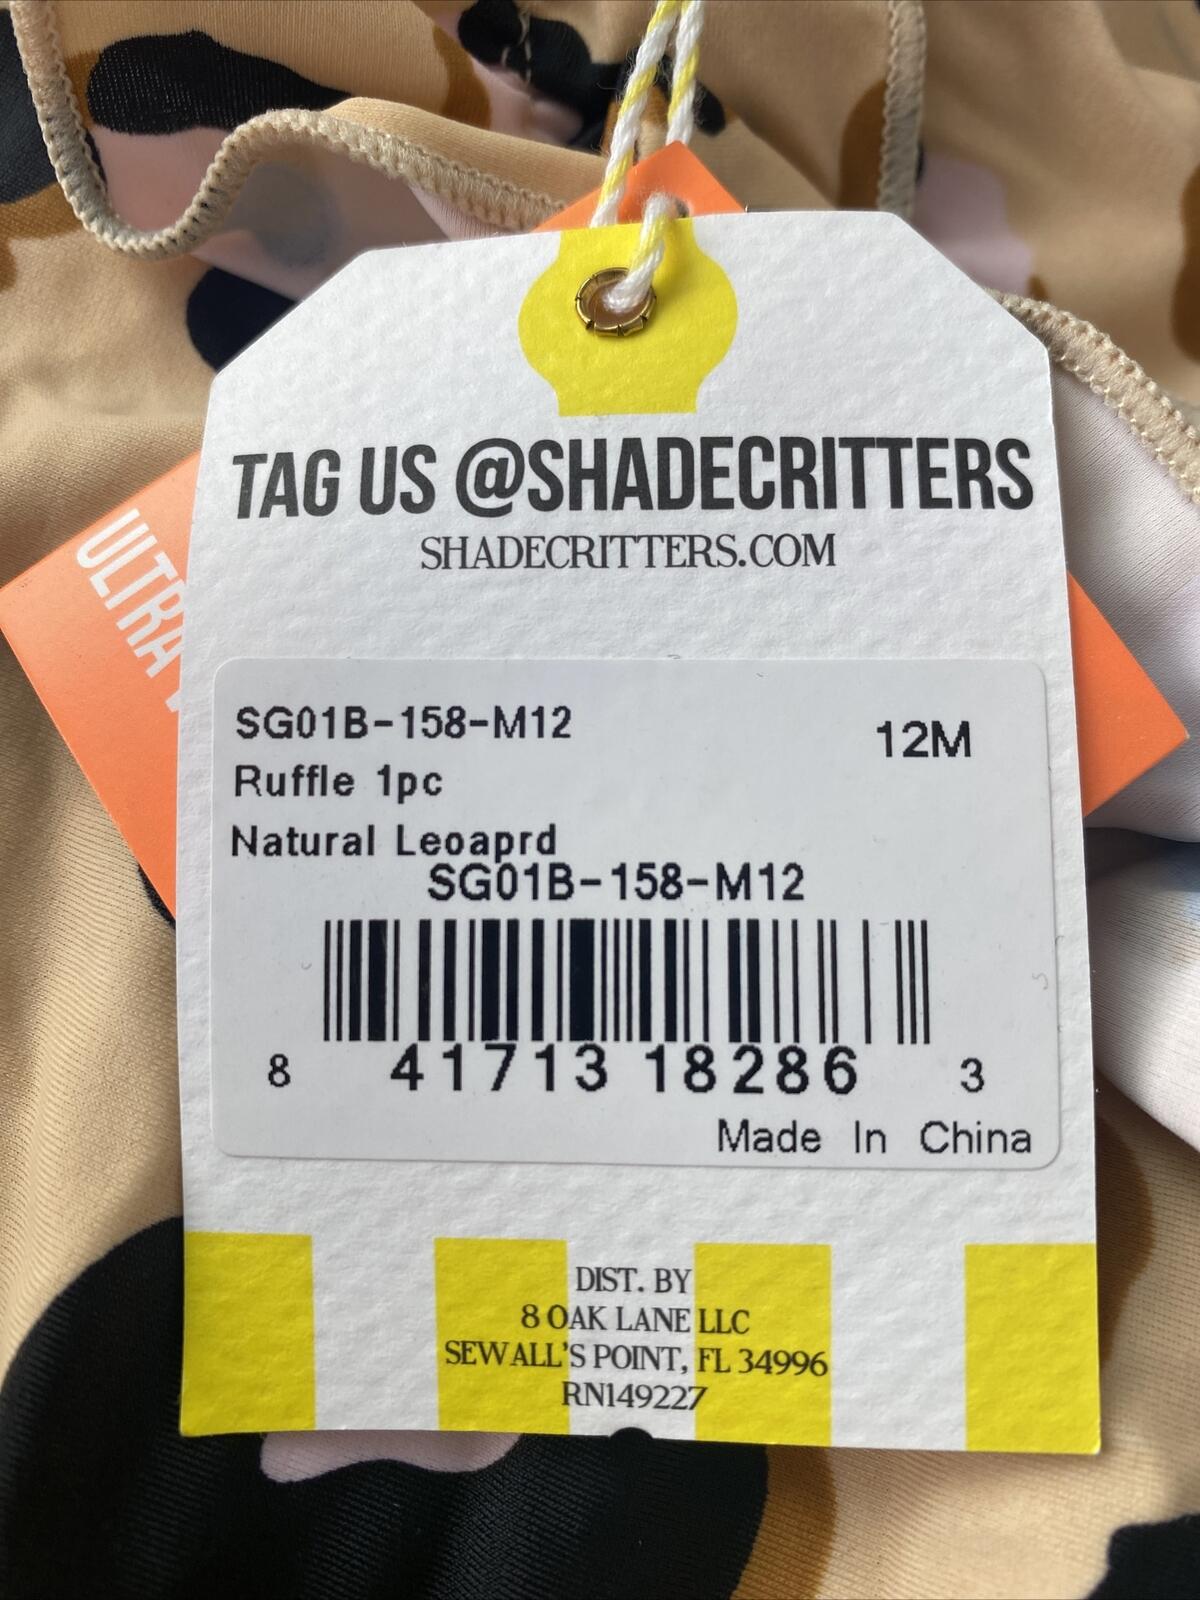 TAG US @SHADECRITTERS
SHADECRITTERS.COM
ULTRA
SG01B-158-M12
12M
Ruffle 1pc
Natural Leoaprd
SG01B-158-M12
8 41713 18286 3
Made In China
DIST. BY
8 OAK LANE LLC
SEWALL'S POINT, FL 34996
RN149227